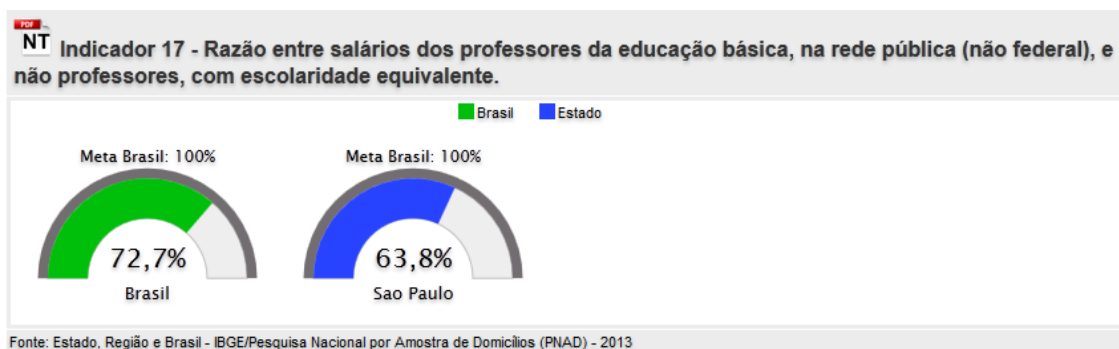 PDF
NT
Indicador 17 - Razão entre salários dos professores da educação básica, na rede pública (não federal), e
não professores, com escolaridade equivalente.
Brasil Estado
Meta Brasil: 100% Meta Brasil: 100%
72,7% 63,8%
Brasil Sao Paulo
Fonte: Estado, Região e Brasil - IBGE/Pesquisa Nacional por Amostra de Domicílios (PNAD) - 2013